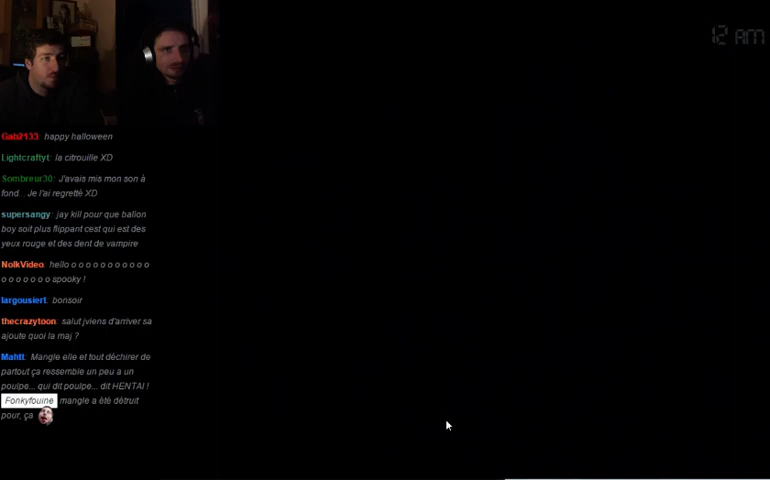 12 AM
Gab2133: happy halloween
Lightcraftyt: la citrouille XD
Sombreur30: J'avais mis mon son à
fond... Je l'ai regretté XD
supersangy: jay kill pour que ballon
boy soit plus flippant cest qui est des
yeux rouge et des dent de vampire
NolkVideo: hello o o o o o o o o o o o
o o o o o o o spooky !
largousiert: bonsoir
thecrazytoon: salut jviens d'arriver sa
ajoute quoi la maj ?
Mahtt: Mangle elle et tout déchirer de
partout ça ressemble un peu a un
poulpe... qui dit poulpe... dit HENTAI !
Fonkyfouine mangle a été détruit
pour, ça